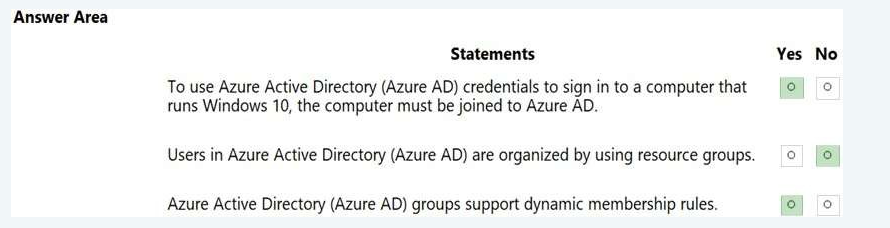 Answer Area
Statements Yes No
To use Azure Active Directory (Azure AD) credentials to sign in to a computer that
runs Windows 10, the computer must be joined to Azure AD.
Users in Azure Active Directory (Azure AD) are organized by using resource groups.
Azure Active Directory (Azure AD) groups support dynamic membership rules.